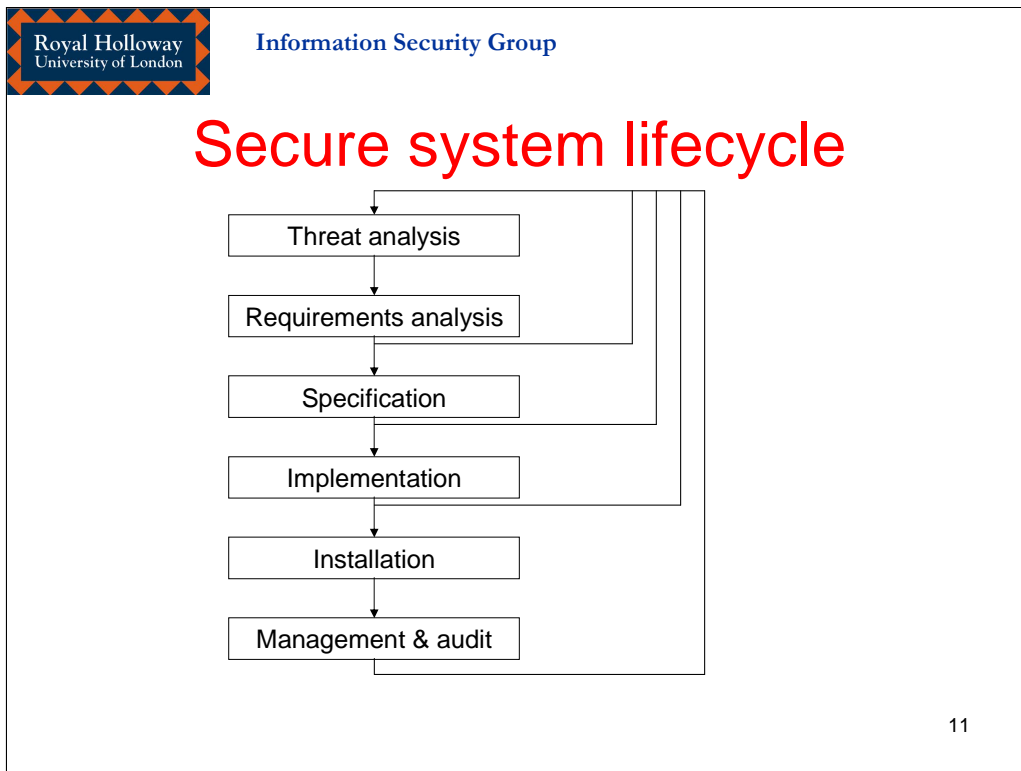 Royal Holloway
University of London
Information Security Group
Secure system lifecycle
Threat analysis
Requirements analysis
Specification
Implementation
Installation
Management & audit
11